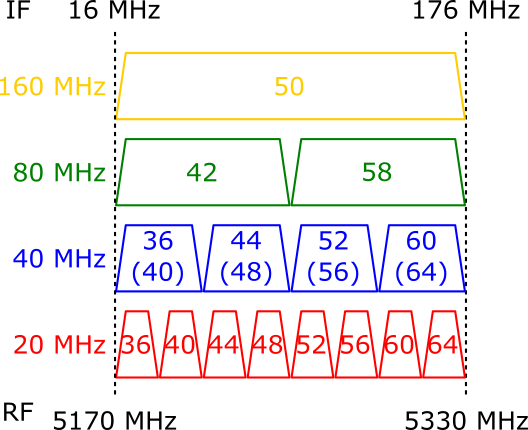 IF 16 MHz 176 MHz
160 MHz 50
80 MHz 42 58
36 44 52 60
40 MHz (40) (48) (56) (64)
20 MHz 36 40 44 48 52 56 60 64
RF 5170 MHz 5330 MHz